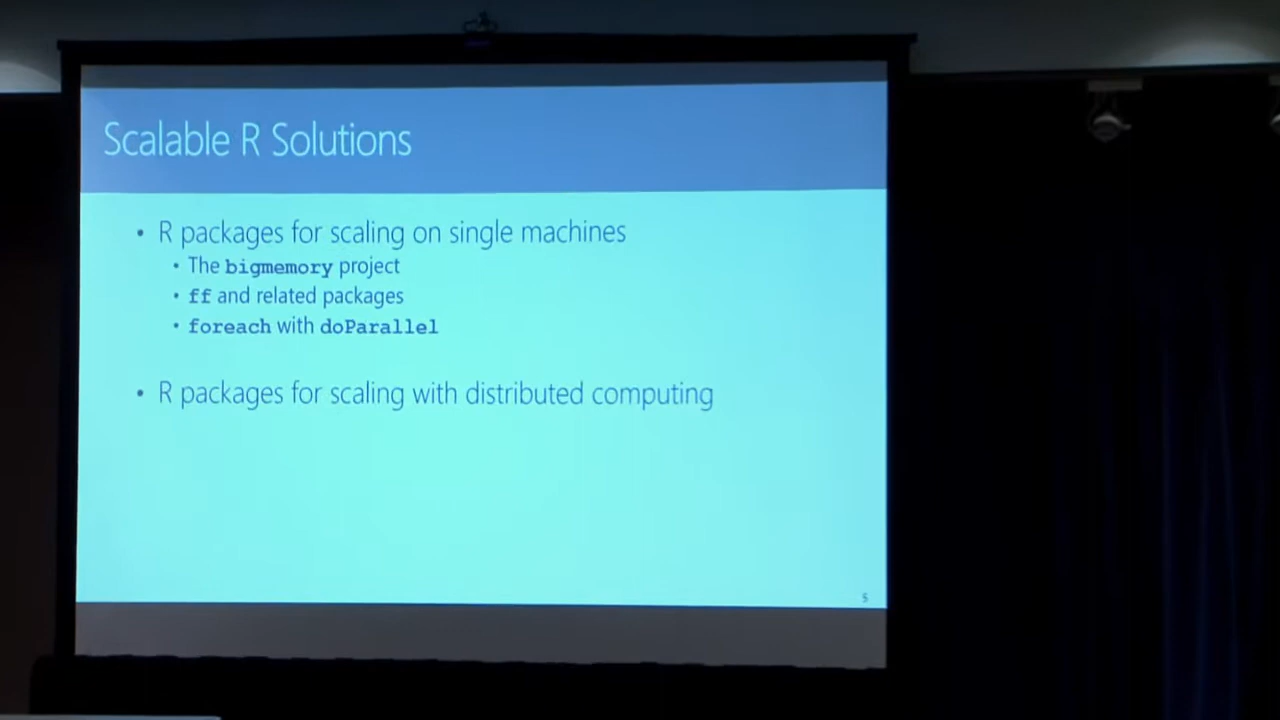 Scalable R Solutions
• R packages for scaling on single machines
• The bigmemory project
• ff and related packages
• foreach with doParallel
• R packages for scaling with distributed computing
5